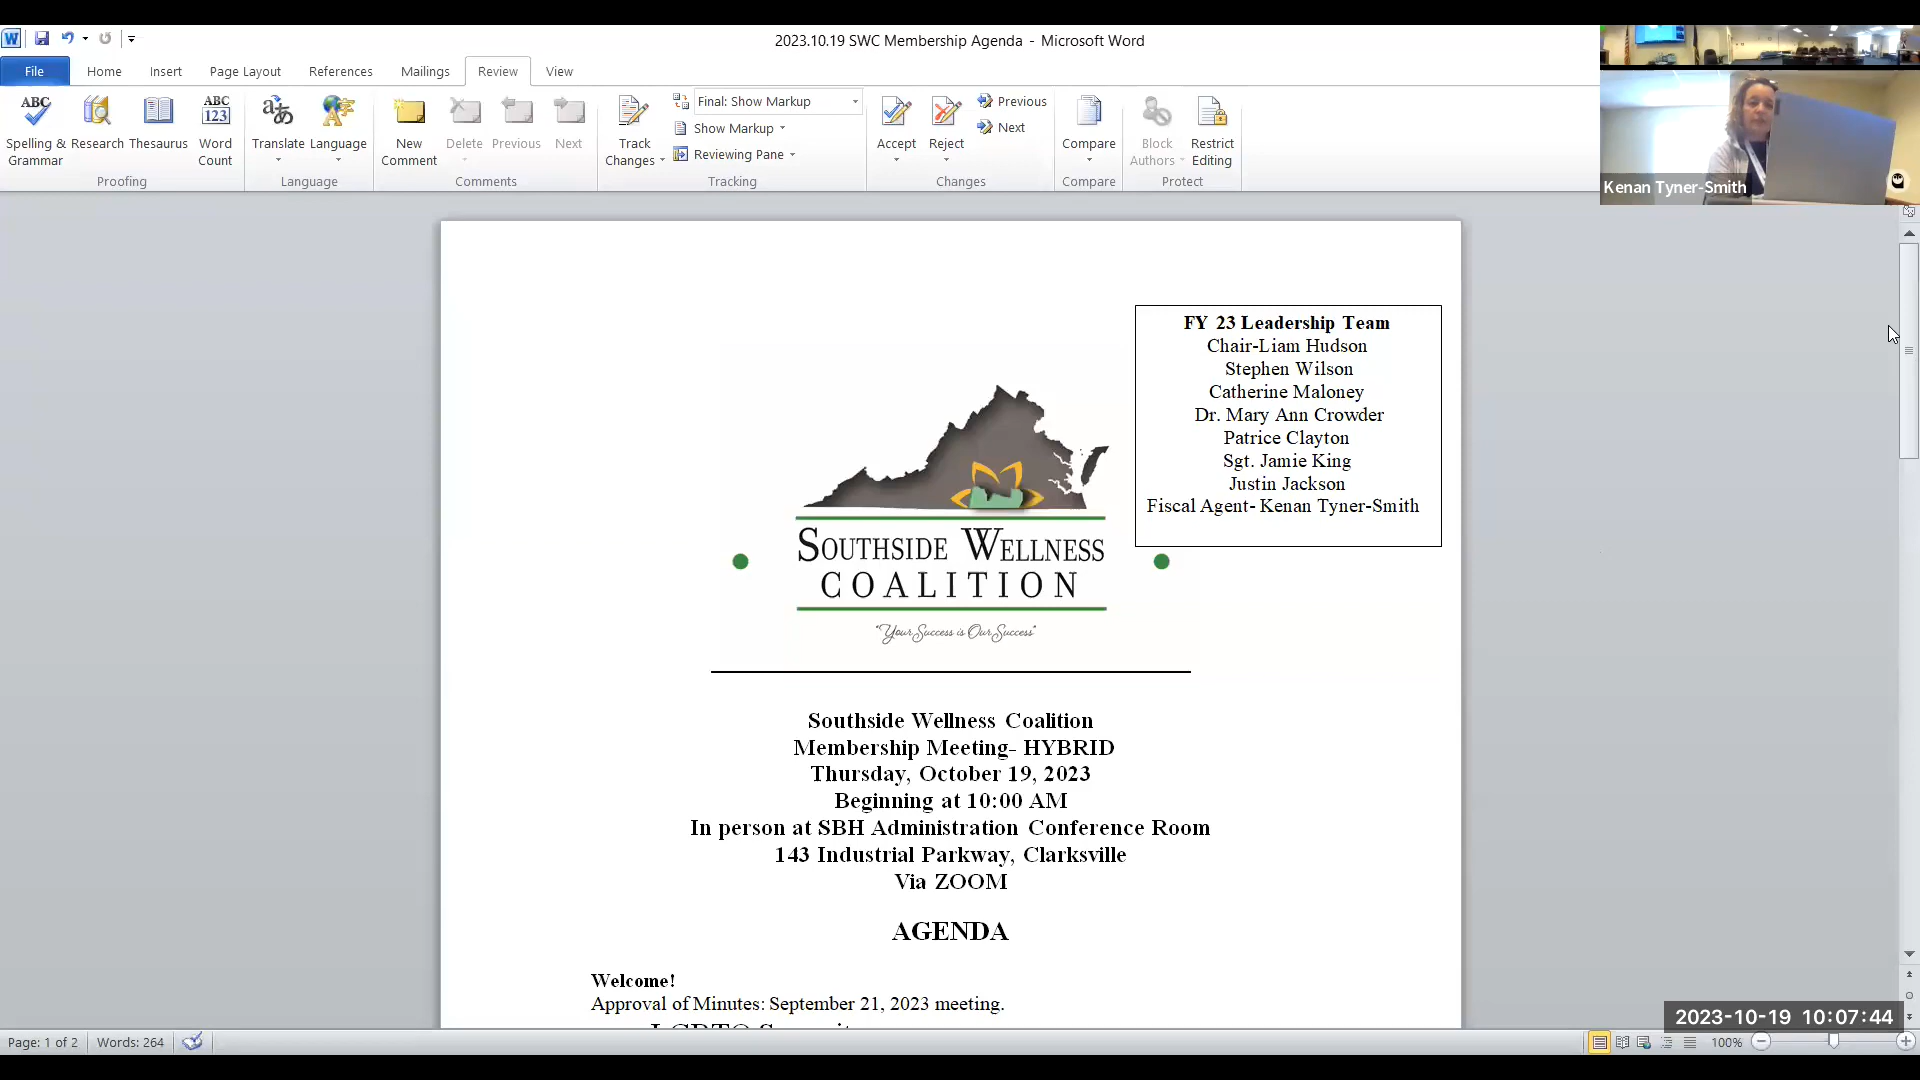 2023.10.19 SWC Membership Agenda - Microsoft Word
File Home Insert Page Layout References Mailings Review View
ABC Spelling & Grammar
Research
Thesaurus
ABC 123 Word Count
Proofing
Translate
Language
Language
New Comment
Delete
Previous
Next
Comments
Track Changes
Final: Show Markup
Show Markup
Reviewing Pane
Tracking
Accept
Reject
Previous
Next
Changes
Compare
Compare
Block Authors
Restrict Editing
Protect
Kenan Tyner-Smith
FY 23 Leadership Team
Chair-Liam Hudson
Stephen Wilson
Catherine Maloney
Dr. Mary Ann Crowder
Patrice Clayton
Sgt. Jamie King
Justin Jackson
Fiscal Agent- Kenan Tyner-Smith
SOUTHSIDE WELLNESS
COALITION
"Your Success is Our Success"
Southside Wellness Coalition
Membership Meeting- HYBRID
Thursday, October 19, 2023
Beginning at 10:00 AM
In person at SBH Administration Conference Room
143 Industrial Parkway, Clarksville
Via ZOOM
AGENDA
Welcome!
Approval of Minutes: September 21, 2023 meeting.
2023-10-19 10:07:44
Page: 1 of 2 Words: 264
100%